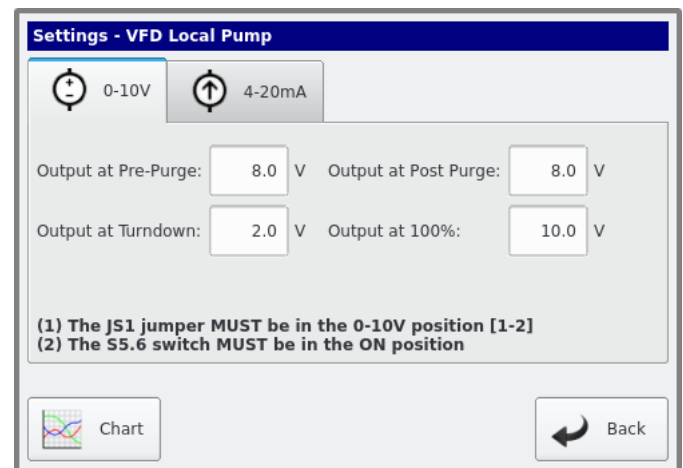 Settings - VFD Local Pump
0-10V 4-20mA
Output at Pre-Purge: 8.0 V Output at Post Purge: 8.0 V
Output at Turndown: 2.0 V Output at 100%: 10.0 V
(1) The JS1 jumper MUST be in the 0-10V position [1-2]
(2) The S5.6 switch MUST be in the ON position
Chart Back